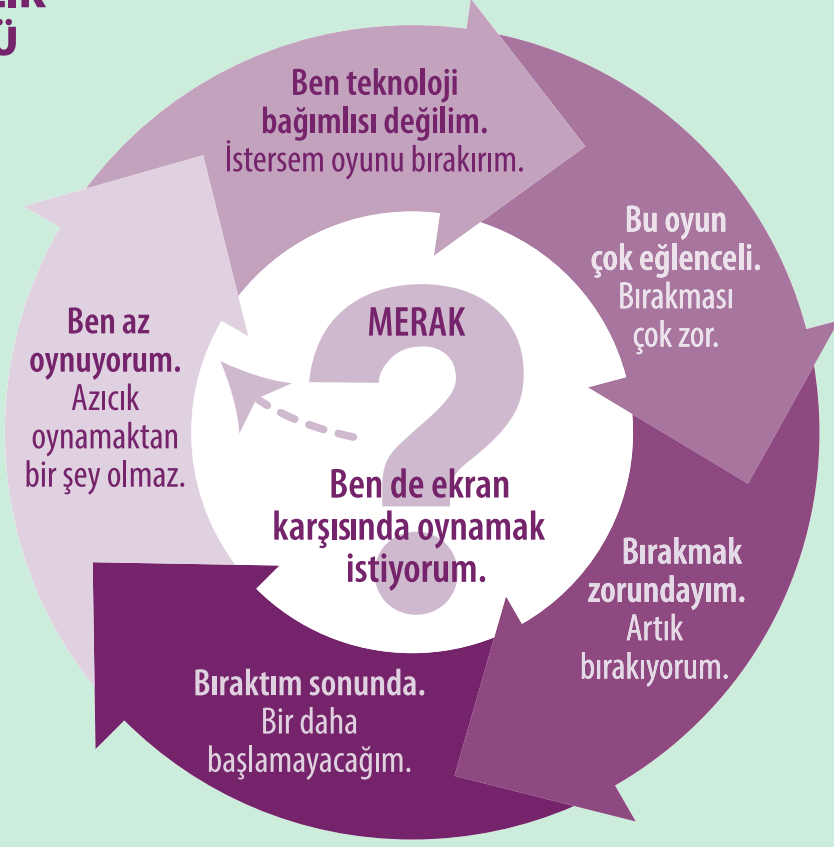 MERAK
Ben de ekran
karşısında oynamak
istiyorum.
Ben az
oynuyorum.
Azıcık
oynamaktan
bir şey olmaz.
Ben teknoloji
bağımlısı değilim.
İstersem oyunu bırakırım.
Bu oyun
çok eğlenceli.
Bırakması
çok zor.
Bırakmak
zorundayım.
Artık
bırakıyorum.
Bıraktım sonunda.
Bir daha
başlamayacağım.